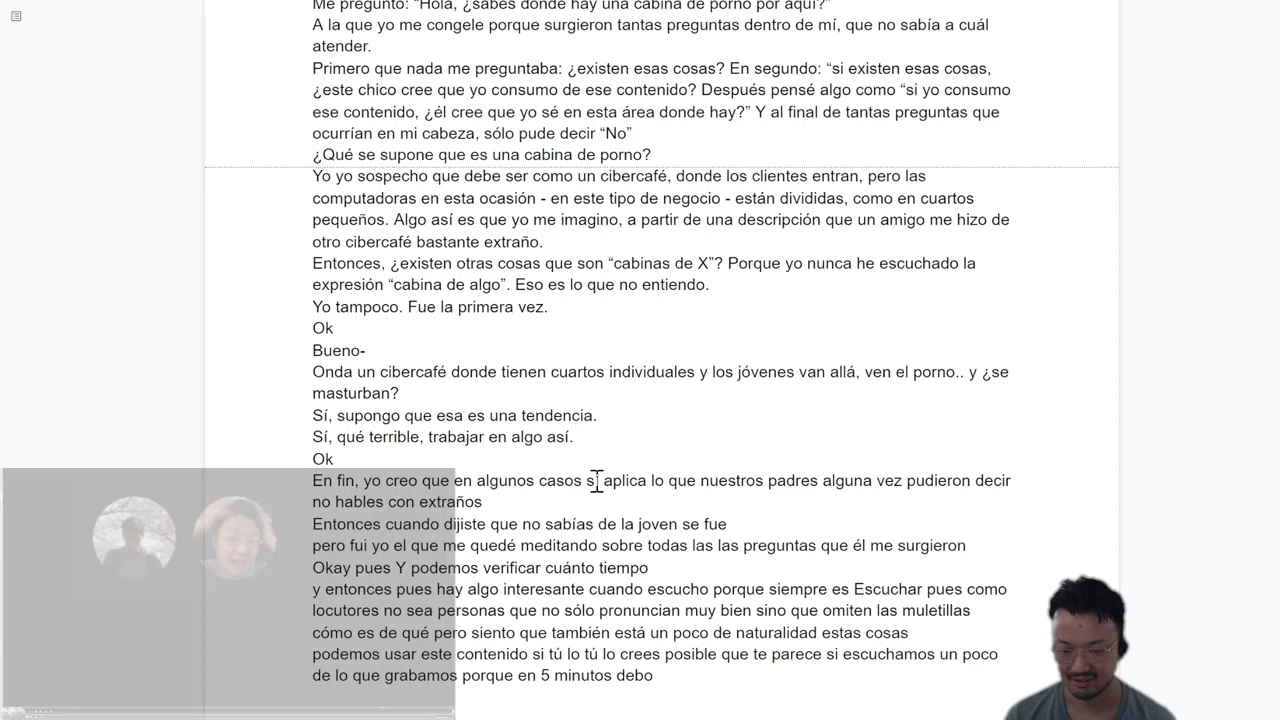 Me pregunto: “Hola, ¿sabes donde hay una cabina de porno por aquí?”
A la que yo me congele porque surgieron tantas preguntas dentro de mí, que no sabía a cuál
atender.
Primero que nada me preguntaba: ¿existen esas cosas? En segundo: “si existen esas cosas,
¿este chico cree que yo consumo de ese contenido? Después pensé algo como “si yo consumo
ese contenido, ¿él cree que yo sé en esta área donde hay?” Y al final de tantas preguntas que
ocurrían en mi cabeza, sólo pude decir “No”
¿Qué se supone que es una cabina de porno?
Yo yo sospecho que debe ser como un cibercafé, donde los clientes entran, pero las
computadoras en esta ocasión - en este tipo de negocio - están divididas, como en cuartos
pequeños. Algo así es que yo me imagino, a partir de una descripción que un amigo me hizo de
otro cibercafé bastante extraño.
Entonces, ¿existen otras cosas que son “cabinas de X”? Porque yo nunca he escuchado la
expresión “cabina de algo”. Eso es lo que no entiendo.
Yo tampoco. Fue la primera vez.
Ok
Bueno-
Onda un cibercafé donde tienen cuartos individuales y los jóvenes van allá, ven el porno.. y ¿se
masturban?
Sí, supongo que esa es una tendencia.
Sí, qué terrible, trabajar en algo así.
Ok
En fin, yo creo que en algunos casos sí aplica lo que nuestros padres alguna vez pudieron decir
no hables con extraños
Entonces cuando dijiste que no sabías de la joven se fue
pero fui yo el que me quedé meditando sobre todas las las preguntas que él me surgieron
Okay pues Y podemos verificar cuánto tiempo
y entonces pues hay algo interesante cuando escucho porque siempre es Escuchar pues como
locutores no sea personas que no sólo pronuncian muy bien sino que omiten las muletillas
cómo es de qué pero siento que también está un poco de naturalidad estas cosas
podemos usar este contenido si tú lo tú lo crees posible que te parece si escuchamos un poco
de lo que grabamos porque en 5 minutos debo